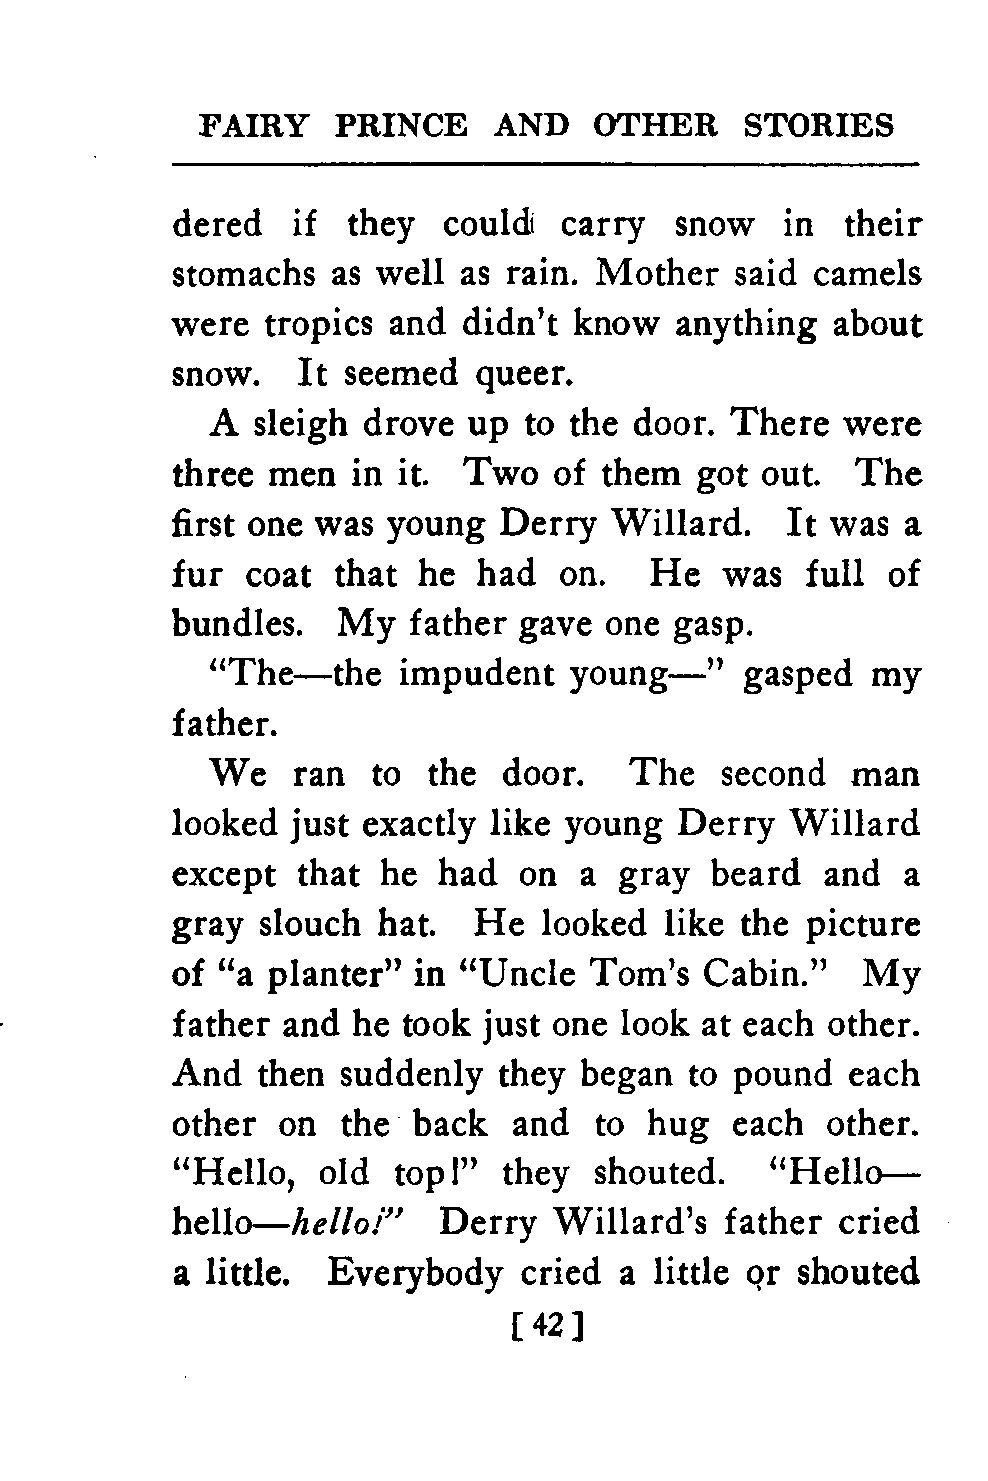 FAIRY PRINCE AND OTHER STORIES
dered if they could carry snow in their
stomachs as well as rain. Mother said camels
were tropics and didn't know anything about
snow. It seemed queer.
A sleigh drove up to the door. There were
three men in it. Two of them got out. The
first one was young Derry Willard. It was a
fur coat that he had on. He was full of
bundles. My father gave one gasp.
"The—the impudent young—" gasped my
father.
We ran to the door. The second man
looked just exactly like young Derry Willard
except that he had on a gray beard and a
gray slouch hat. He looked like the picture
of "a planter" in "Uncle Tom's Cabin." My
father and he took just one look at each other.
And then suddenly they began to pound each
other on the back and to hug each other.
"Hello, old top!" they shouted. "Hello—
hello—hello!" Derry Willard's father cried
a little. Everybody cried a little or shouted
[42]